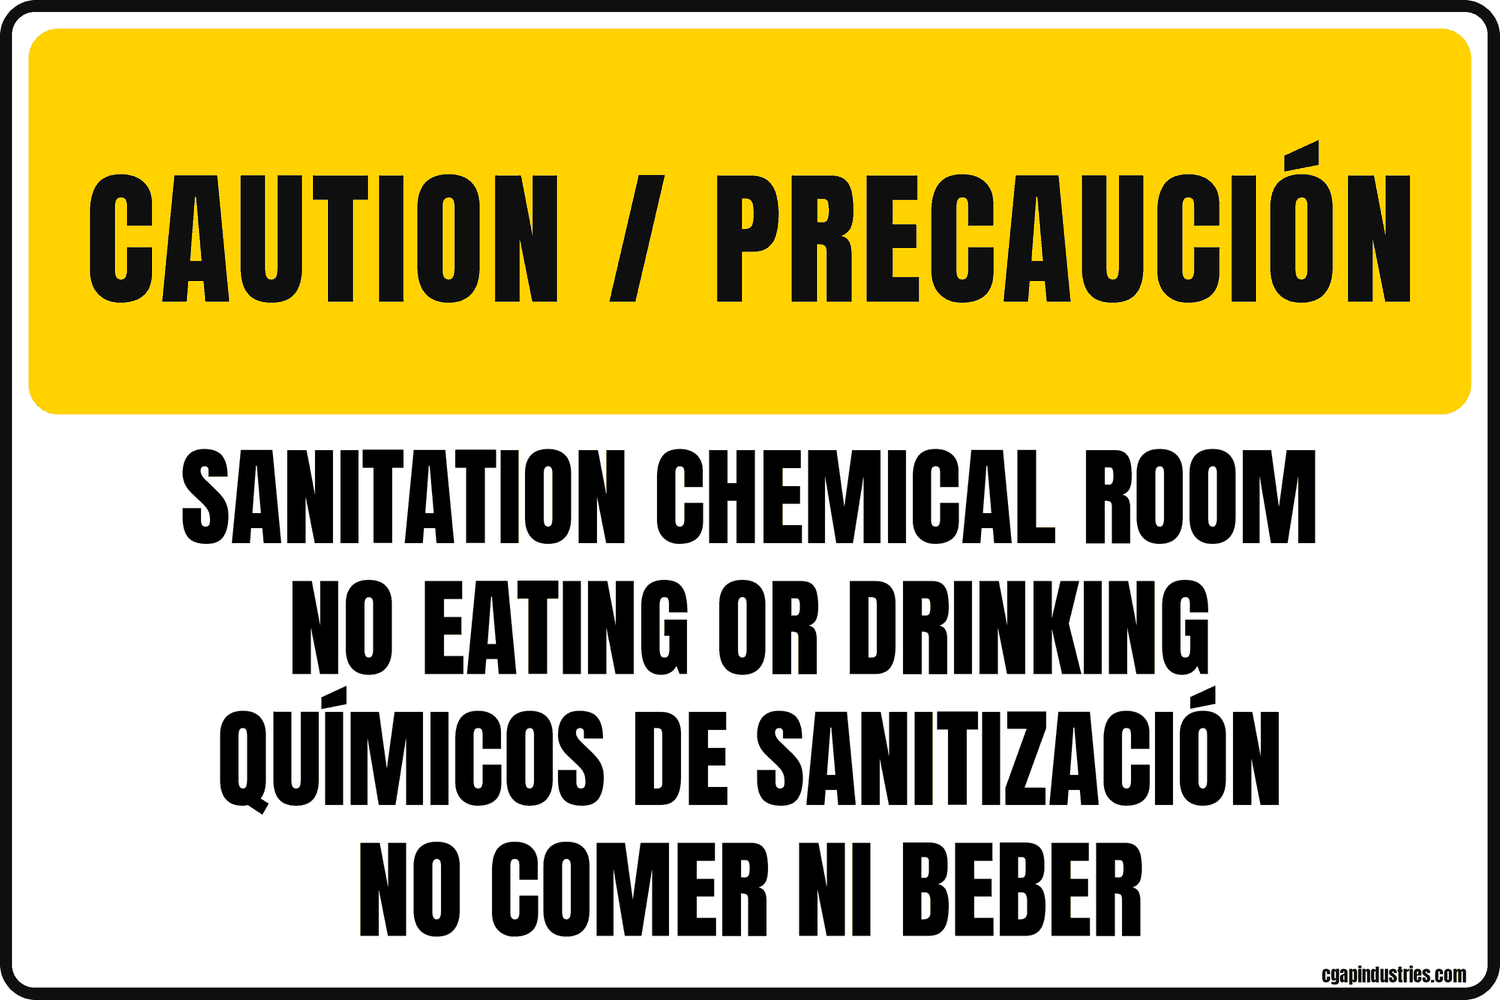 CAUTION / PRECAUCIÓN
SANITATION CHEMICAL ROOM
NO EATING OR DRINKING
QUÍMICOS DE SANITIZACIÓN
NO COMER NI BEBER
cgapindustries.com